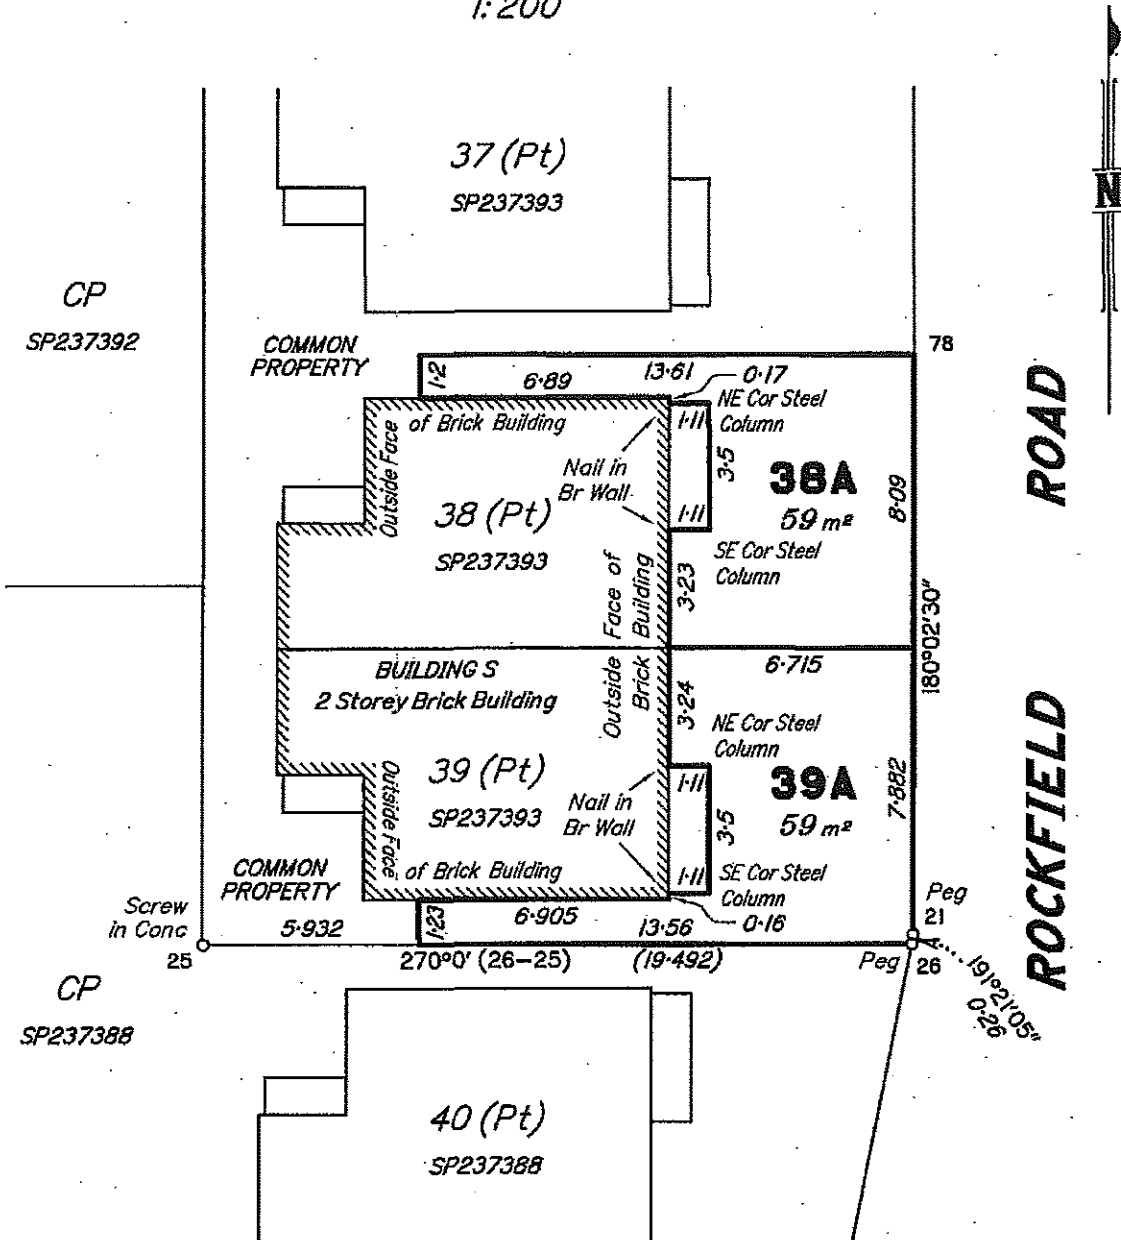 1:200
37 (Pt)
SP237393
N
CP
SP237392
COMMON
PROPERTY
78
1·2
6·89
13·61
0·17
NE Cor Steel
Column
1·11
3·5
1·11
38A
59 m²
8·09
ROCKFIELD ROAD
Outside Face
of Brick Building
Nail in
Br Wall
38 (Pt)
SP237393
SE Cor Steel
Column
Outside Face of
Brick Building
3·23
6·715
180°02'30"
BUILDING S
2 Storey Brick Building
3·24
NE Cor Steel
Column
39 (Pt)
SP237393
Nail in
Br Wall
1·11
3·5
1·11
39A
59 m²
7·882
Outside Face
of Brick Building
SE Cor Steel
Column
COMMON
PROPERTY
Screw
in Conc
5·932
1·23
6·905
13·56
0·16
Peg
21
25
270°0' (26-25)
(19·492)
Peg
26
191°21'05"
0·26
CP
SP237388
40 (Pt)
SP237388